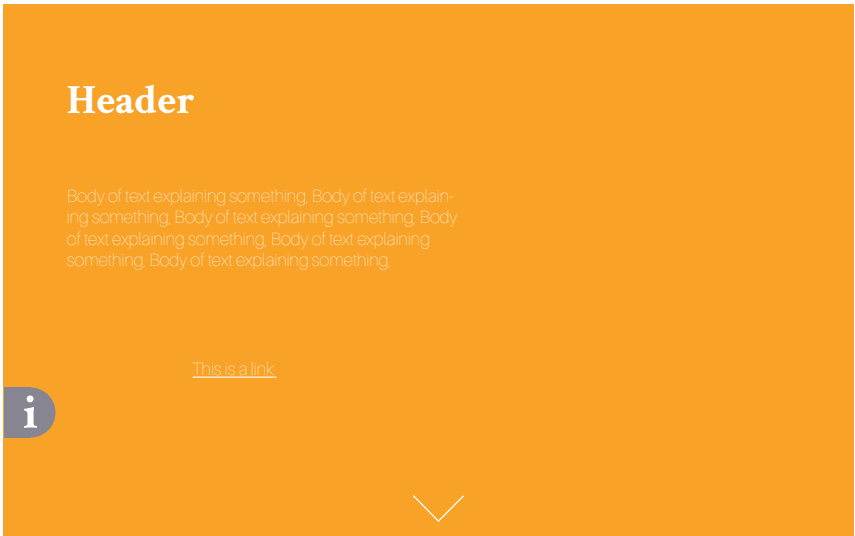 Header
Body of text explaining something, Body of text explain-
ing something, Body of text explaining something, Body
of text explaining something, Body of text explaining
something, Body of text explaining something,
This is a link
i